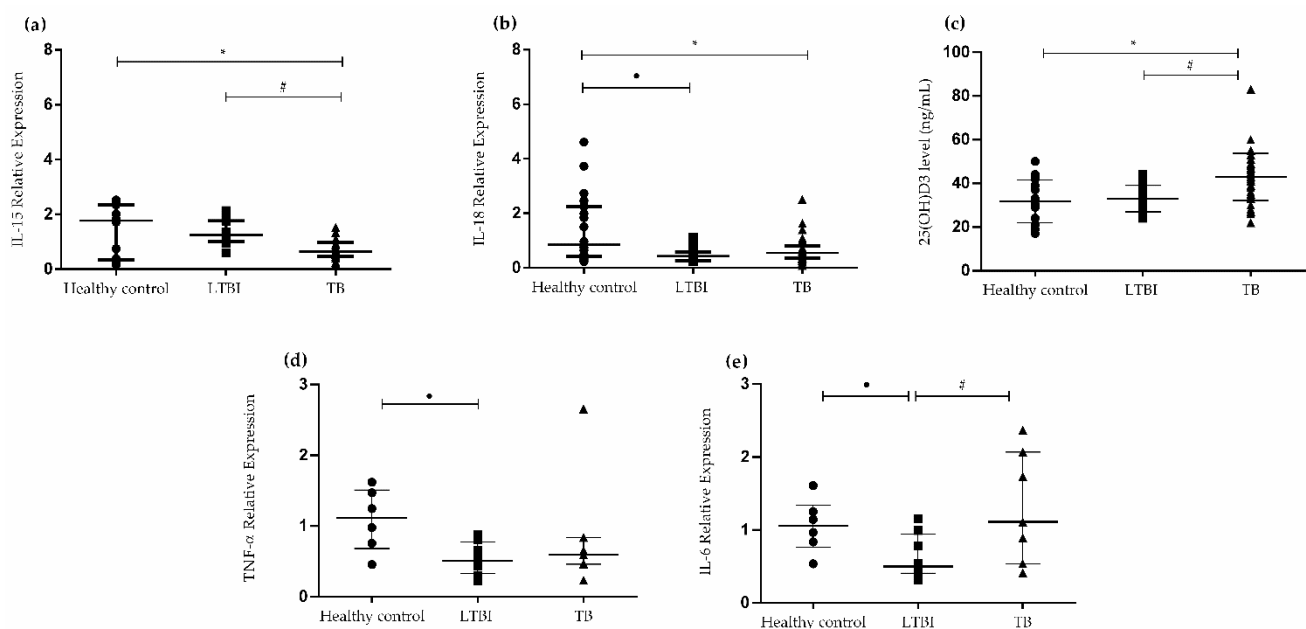 (a)
IL-15 Relative Expression
8
6
4
2
0
*
#
Healthy control LTBI TB
(b)
IL-18 Relative Expression
8
6
4
2
0
*
•
Healthy control LTBI TB
(c)
25(OH)D3 level (ng/mL)
100
80
60
40
20
0
*
#
Healthy control LTBI TB
(d)
TNF-α Relative Expression
3
2
1
0
•
Healthy control LTBI TB
(e)
IL-6 Relative Expression
3
2
1
0
•
#
Healthy control LTBI TB